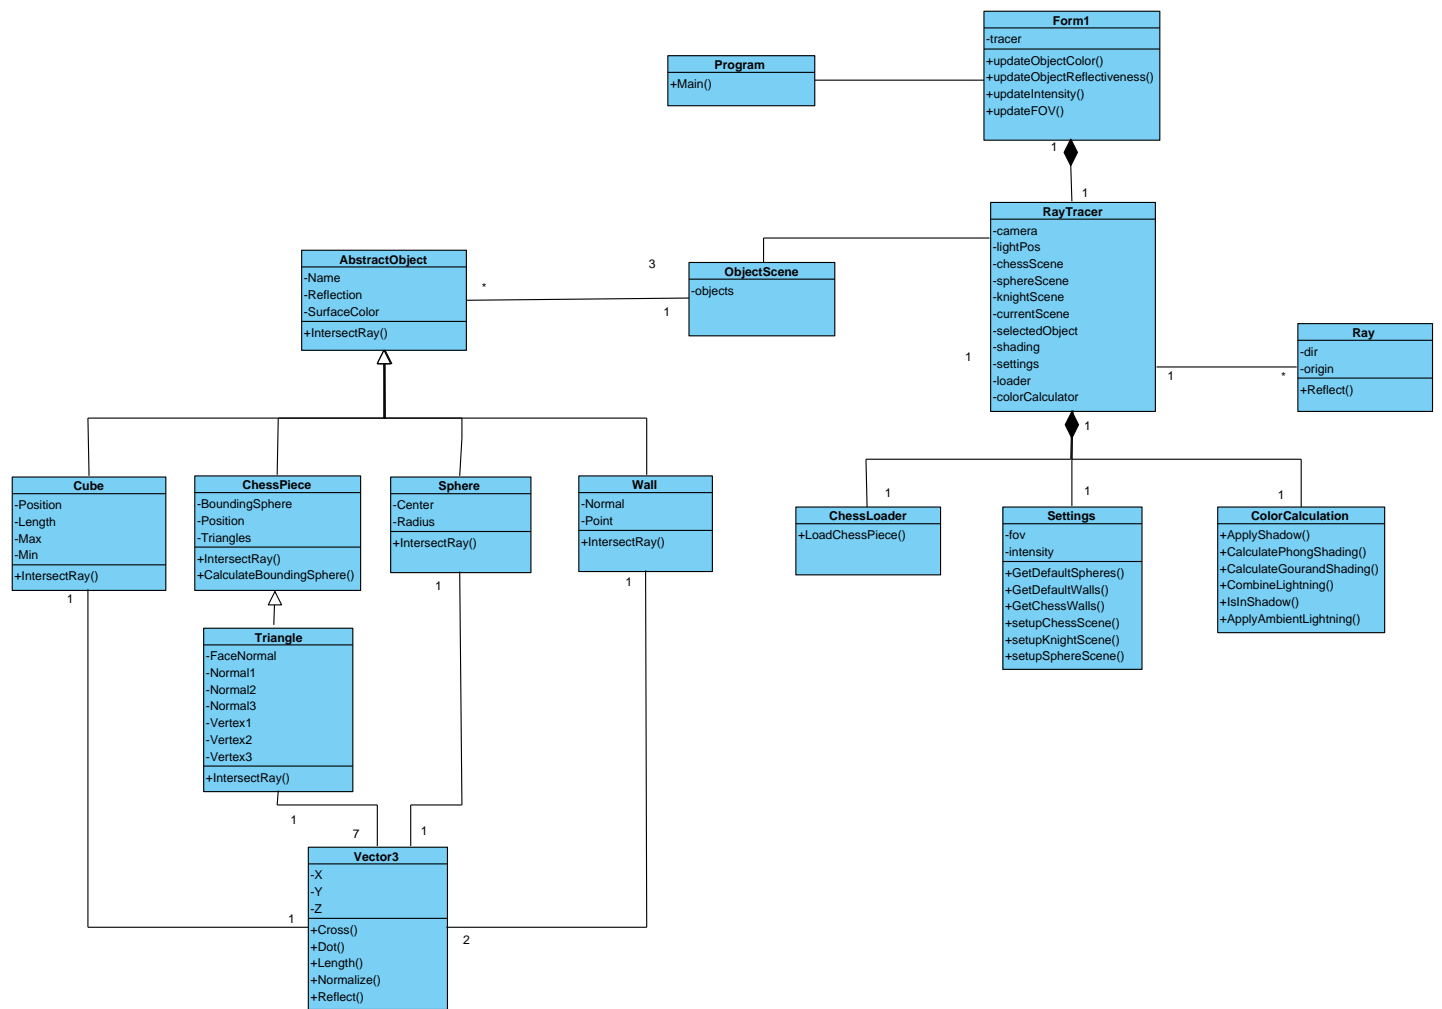 Form1
-tracer
+updateObjectColor()
+updateObjectReflectiveness()
+updateIntensity()
+updateFOV()
Program
+Main()
1
1
RayTracer
-camera
-lightPos
-chessScene
-sphereScene
-knightScene
-currentScene
-selectedObject
-shading
-settings
-loader
-colorCalculator
AbstractObject
-Name
-Reflection
-SurfaceColor
+IntersectRay()
*
3
1
ObjectScene
-objects
1
1
*
Ray
-dir
-origin
+Reflect()
1
1
1
1
Cube
-Position
-Length
-Max
-Min
+IntersectRay()
ChessPiece
-BoundingSphere
-Position
-Triangles
+IntersectRay()
+CalculateBoundingSphere()
Sphere
-Center
-Radius
+IntersectRay()
Wall
-Normal
-Point
+IntersectRay()
ChessLoader
+LoadChessPiece()
Settings
-fov
-intensity
+GetDefaultSpheres()
+GetDefaultWalls()
+GetChessWalls()
+setupChessScene()
+setupKnightScene()
+setupSphereScene()
ColorCalculation
+ApplyShadow()
+CalculatePhongShading()
+CalculateGourandShading()
+CombineLightning()
+IsInShadow()
+ApplyAmbientLightning()
1
1
1
1
Triangle
-FaceNormal
-Normal1
-Normal2
-Normal3
-Vertex1
-Vertex2
-Vertex3
+IntersectRay()
1
7
1
1
2
Vector3
-X
-Y
-Z
+Cross()
+Dot()
+Length()
+Normalize()
+Reflect()